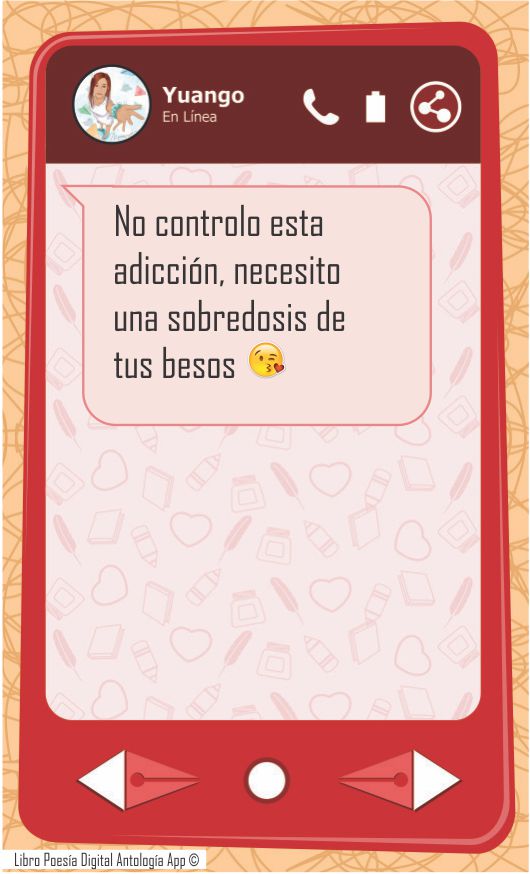 Yuango
En Línea
No controlo esta
adicción, necesito
una sobredosis de
tus besos 😘
Libro Poesía Digital Antología App ©